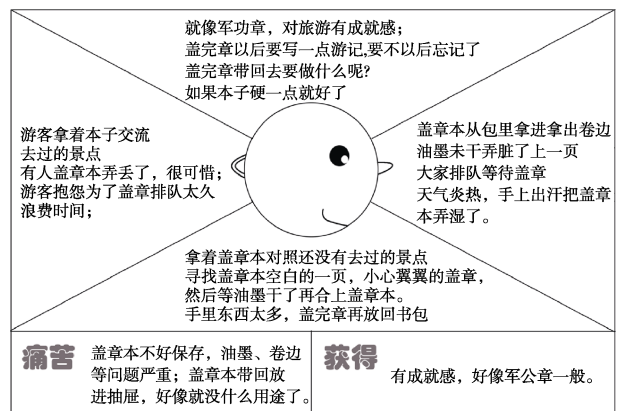 就像军功章，对旅游有成就感；
盖完章以后要写一点游记,要不以后忘记了
盖完章带回去要做什么呢?
如果本子硬一点就好了
游客拿着本子交流
去过的景点
有人盖章本弄丢了，很可惜；
游客抱怨为了盖章排队太久
浪费时间；
盖章本从包里拿进拿出卷边
油墨未干弄脏了上一页
大家排队等待盖章
天气炎热，手上出汗把盖章
本弄湿了。
拿着盖章本对照还没有去过的景点
寻找盖章本空白的一页，小心翼翼的盖章，
然后等油墨干了再合上盖章本。
手里东西太多，盖完章再放回书包
痛苦
盖章本不好保存，油墨、卷边
等问题严重；盖章本带回放
进抽屉，好像就没什么用途了。
获得
有成就感，好像军公章一般。